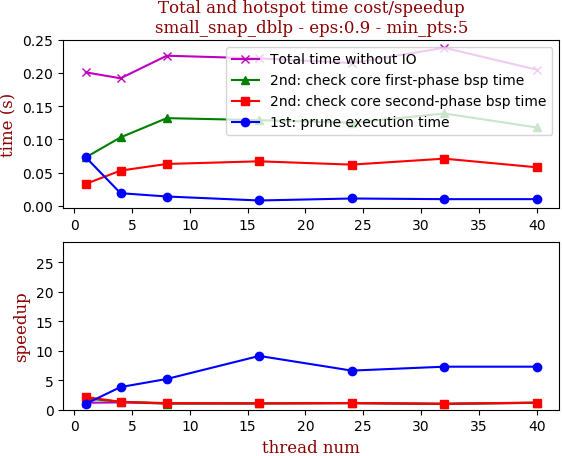 Total and hotspot time cost/speedup
small_snap_dblp - eps:0.9 - min_pts:5
0.25
0.20
0.15
0.10
0.05
0.00
time (s)
Total time without IO
2nd: check core first-phase bsp time
2nd: check core second-phase bsp time
1st: prune execution time
0 5 10 15 20 25 30 35 40
25
20
15
10
5
0
speedup
0 5 10 15 20 25 30 35 40
thread num